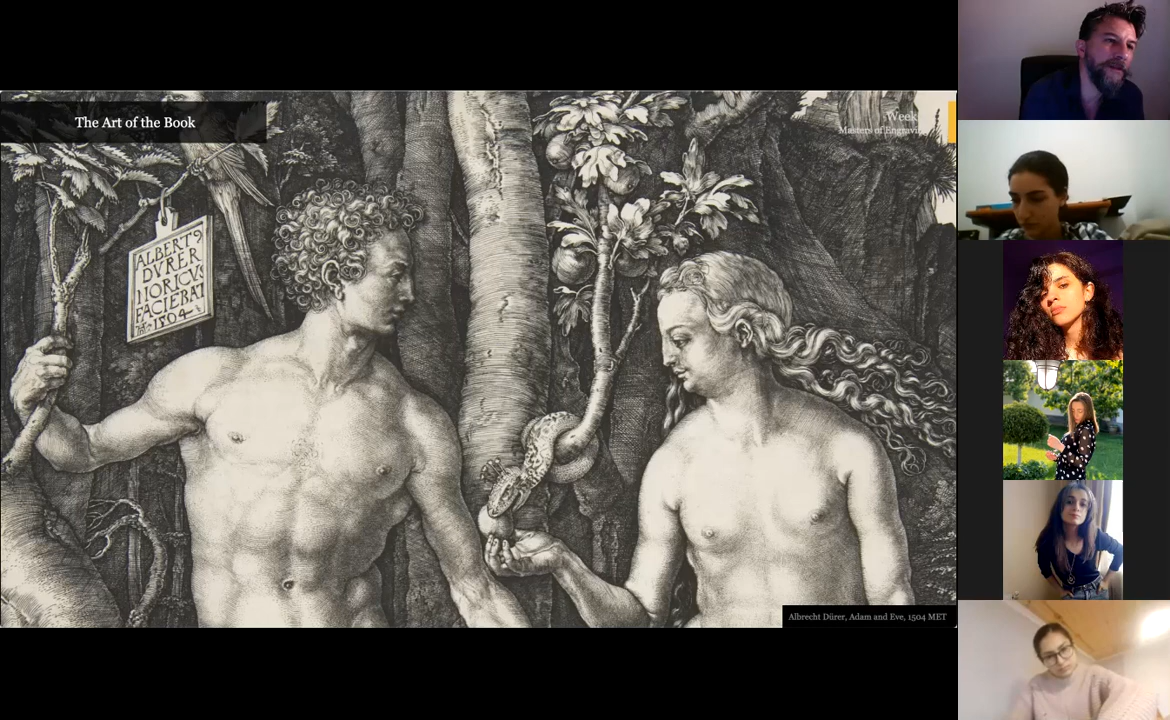 The Art of the Book
Week
Masters of Engraving
ALBERT9
DVRER
NORICVS
FACIEBAT
1504
Albrecht Dürer, Adam and Eve, 1504 MET